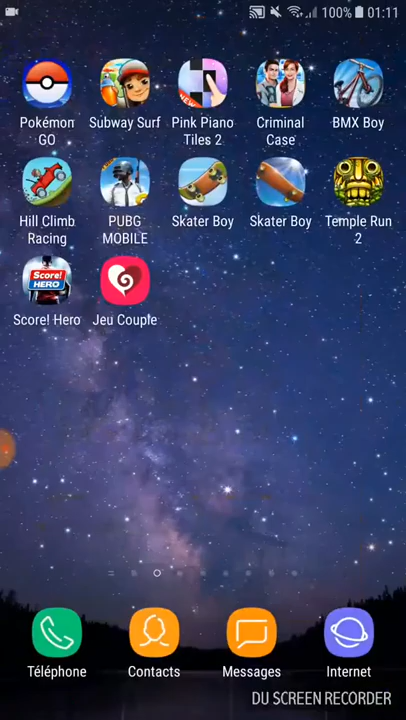 100% 01:11
NEW
Pokémon GO
Subway Surf
Pink Piano Tiles 2
Criminal Case
BMX Boy
Hill Climb Racing
PUBG MOBILE
Skater Boy
Skater Boy
Temple Run 2
Score! HERO
Score! Hero
Jeu Couple
Téléphone
Contacts
Messages
Internet
DU SCREEN RECORDER